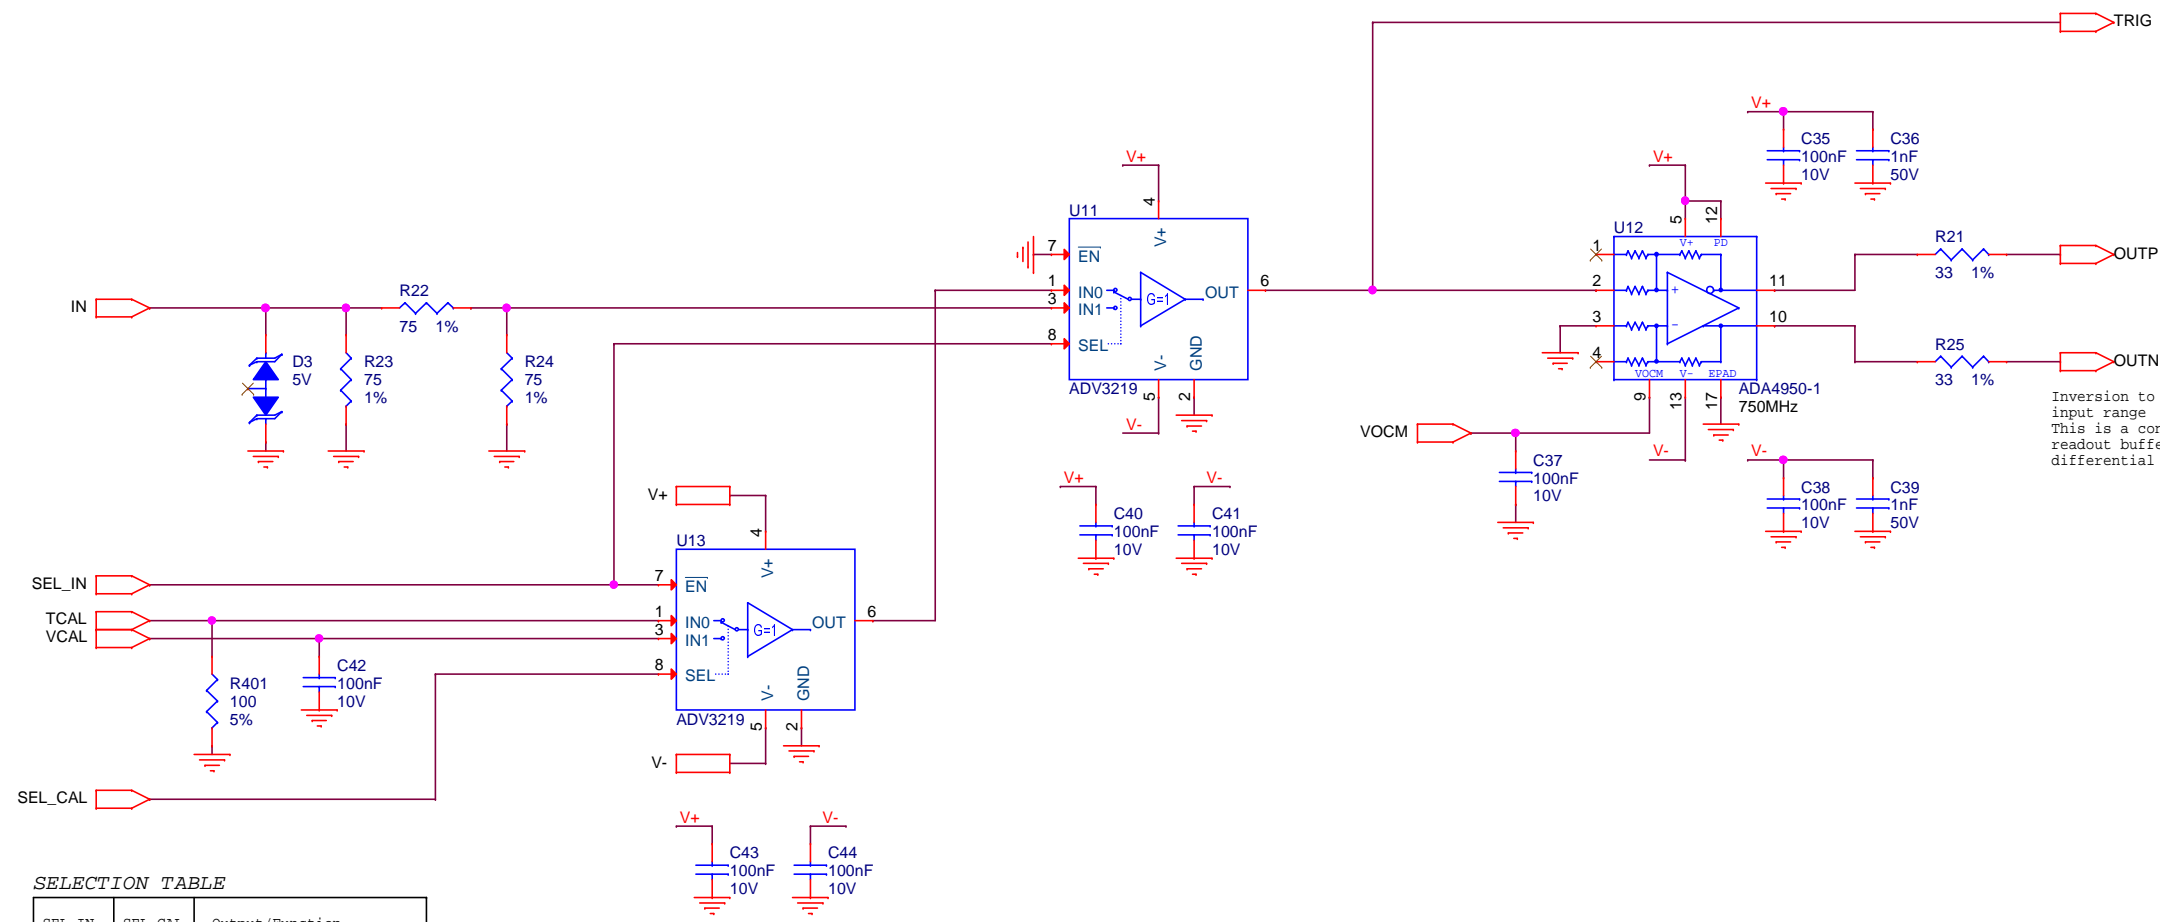 TRIG
V+
C35
100nF
10V
C36
1nF
50V
V+
V+
U11
4
V+
7
EN
1
IN0
3
IN1
G=1
OUT
6
8
SEL
V-
GND
ADV3219
5
2
V-
U12
5
12
V+
PD
1
2
3
4
+
-
11
10
VOCM
V-
EPAD
ADA4950-1
750MHz
9
13
17
V-
R21
33 1%
OUTP
R25
33 1%
OUTN
Inversion to
input range
This is a
readout
differential
IN
R22
75 1%
D3
5V
R23
75
1%
R24
75
1%
VOCM
C37
100nF
10V
V-
C38
100nF
10V
C39
1nF
50V
V+
C40
100nF
10V
V-
C41
100nF
10V
V+
U13
4
V+
SEL_IN
7
EN
TCAL
1
IN0
VCAL
3
IN1
G=1
OUT
6
8
SEL
V-
GND
ADV3219
5
2
V-
R401
100
5%
C42
100nF
10V
SEL_CAL
V+
C43
100nF
10V
V-
C44
100nF
10V
SELECTION TABLE
SEL_IN SEL_CAL Output/Function